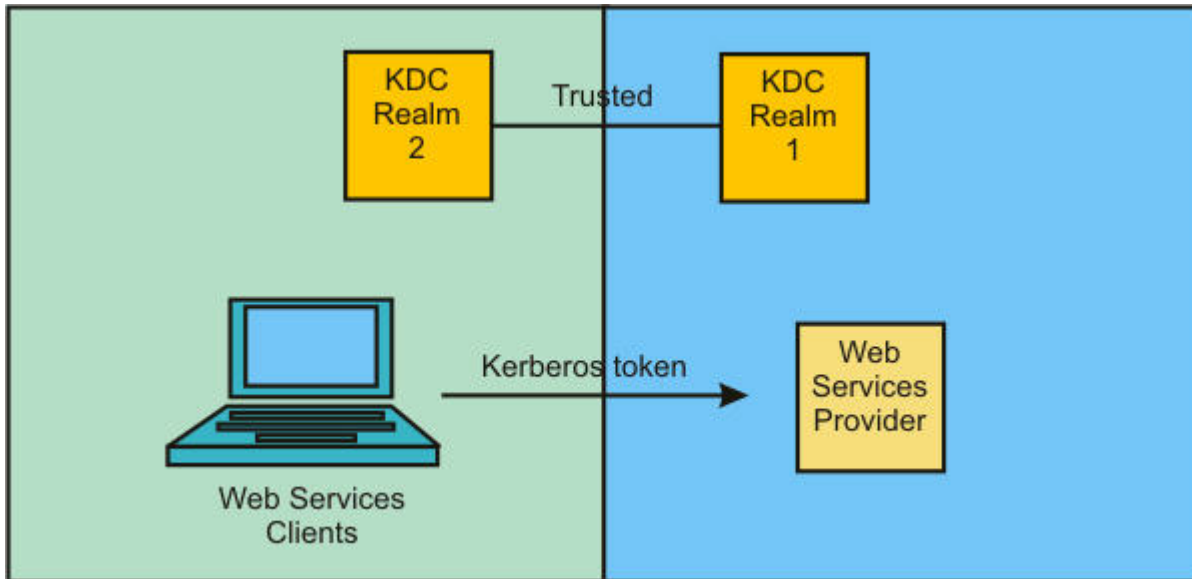 KDC
Realm
2
Trusted
KDC
Realm
1
Kerberos token
Web
Services
Provider
Web Services
Clients